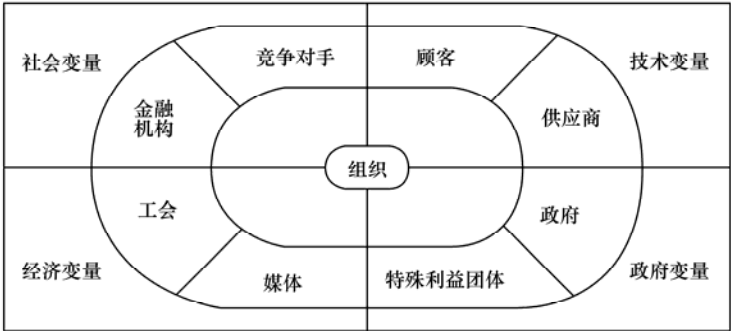 社会变量
竞争对手
顾客
技术变量
金融
机构
供应商
组织
工会
政府
经济变量
媒体
特殊利益团体
政府变量